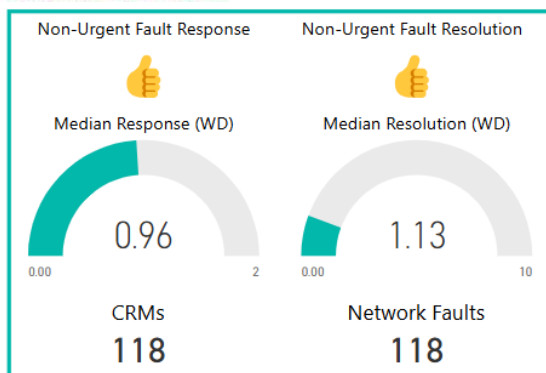 Non-Urgent Fault Response
Median Response (WD)
0.96
0.00
2
CRMs
118
Non-Urgent Fault Resolution
Median Resolution (WD)
1.13
0.00
10
Network Faults
118